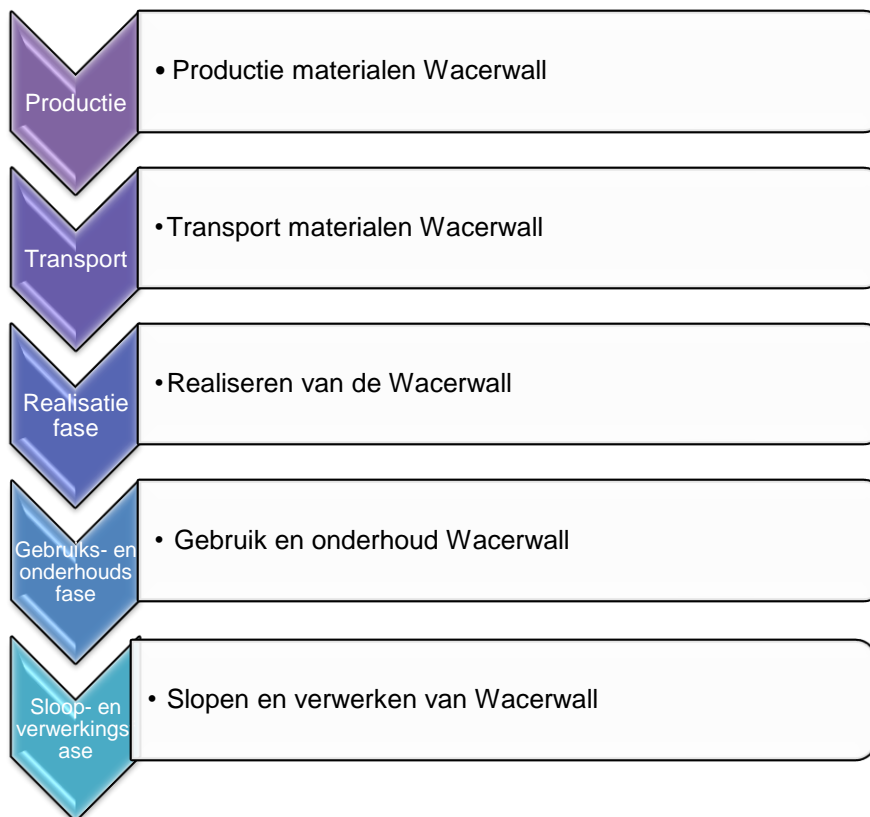 Productie
• Productie materialen Wacerwall
Transport
• Transport materialen Wacerwall
Realisatie
fase
• Realiseren van de Wacerwall
Gebruiks- en
onderhouds
fase
• Gebruik en onderhoud Wacerwall
Sloop- en
verwerkings
ase
• Slopen en verwerken van Wacerwall